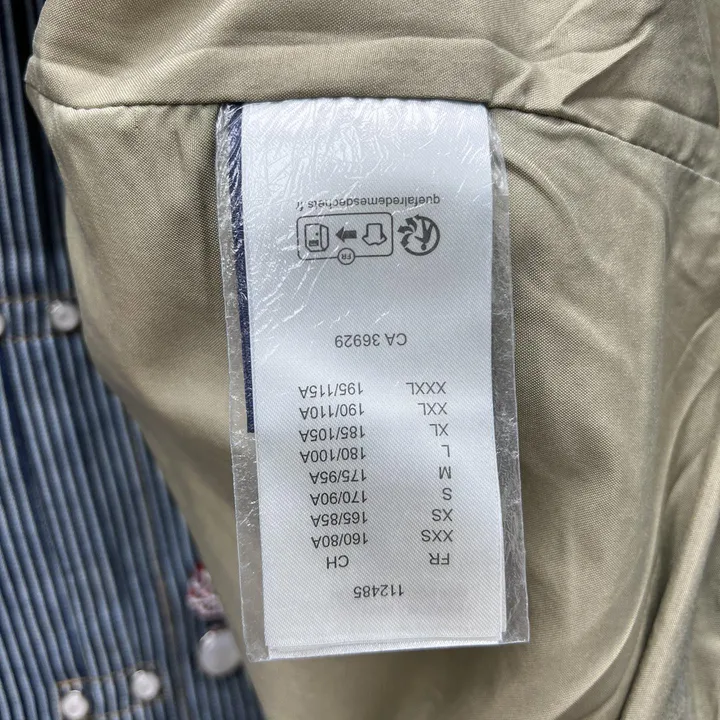 112485
FR CH
XXS 160/80A
XS 165/85A
S 170/90A
M 175/95A
L 180/100A
XL 185/105A
XXL 190/110A
XXXL 195/115A
CA 36929
FR
quefairedemesdechets.fr